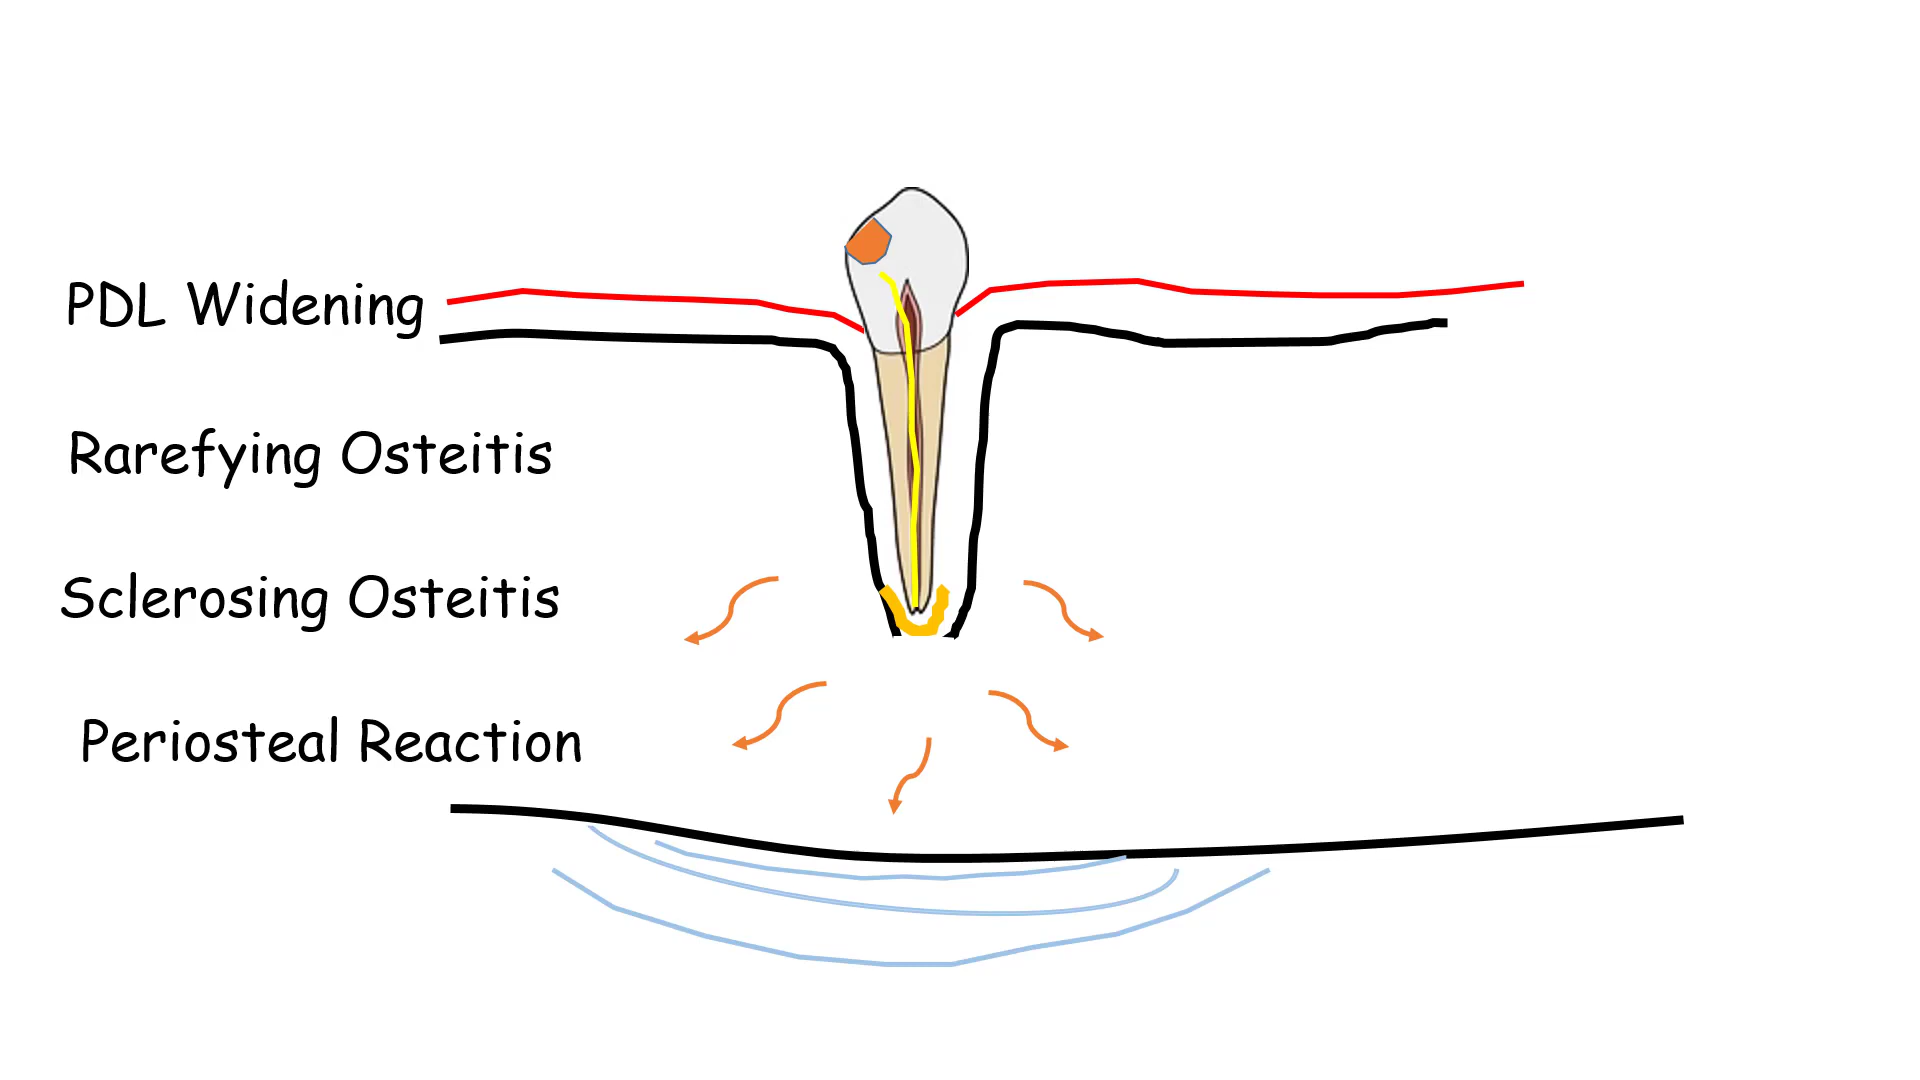 PDL Widening
Rarefying Osteitis
Sclerosing Osteitis
Periosteal Reaction